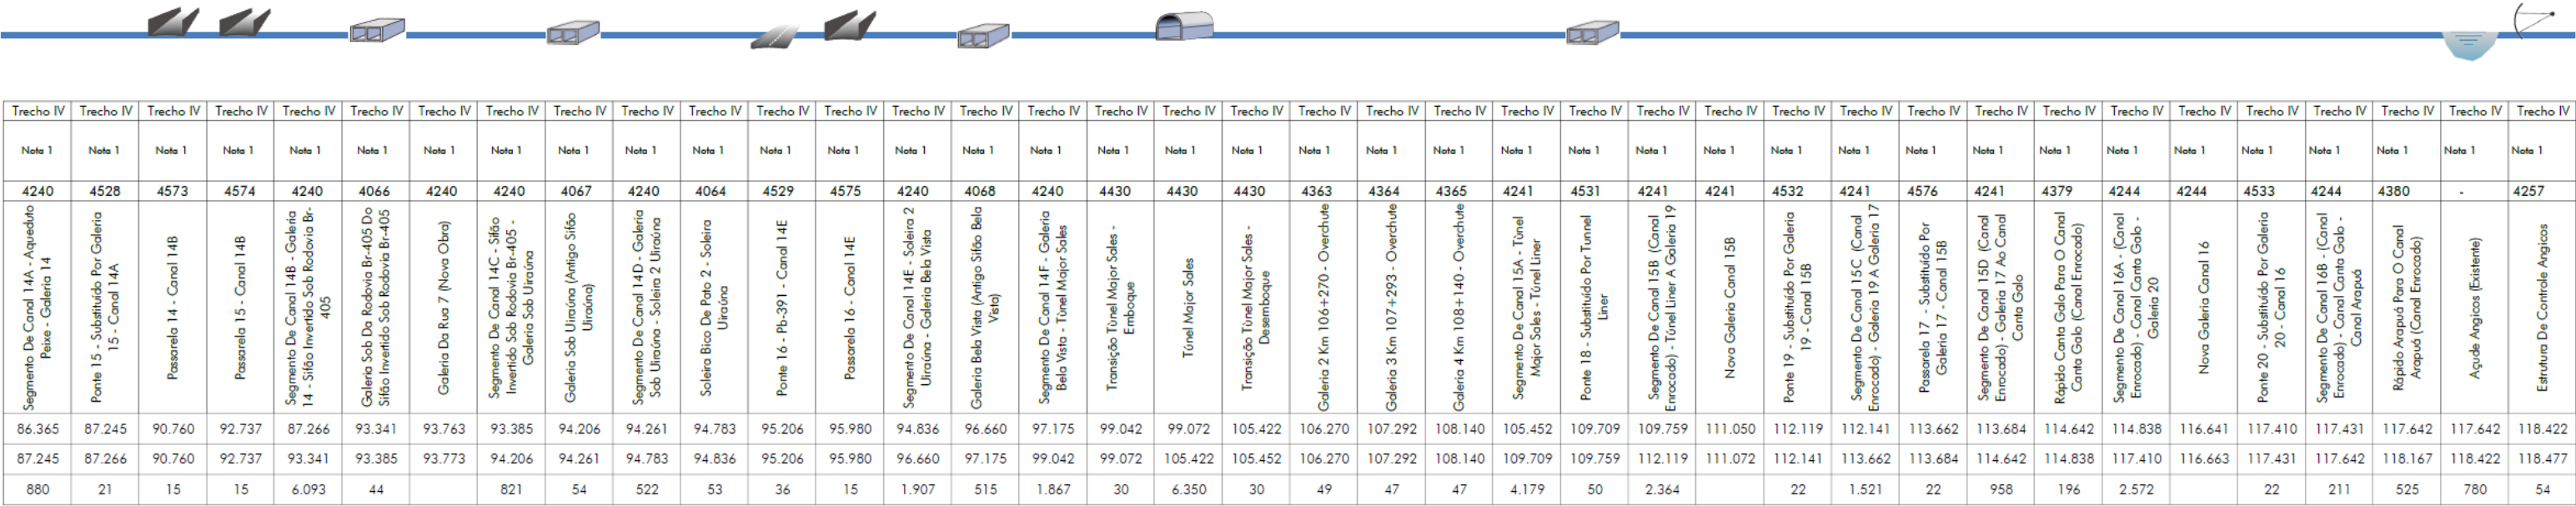 Trecho IV Trecho IV Trecho IV Trecho IV Trecho IV Trecho IV Trecho IV Trecho IV Trecho IV Trecho IV Trecho IV Trecho IV Trecho IV Trecho IV Trecho IV Trecho IV Trecho IV Trecho IV Trecho IV Trecho IV Trecho IV Trecho IV Trecho IV Trecho IV Trecho IV Trecho IV Trecho IV Trecho IV Trecho IV Trecho IV Trecho IV Trecho IV Trecho IV Trecho IV Trecho IV Trecho IV Trecho IV Trecho IV
Nota 1 Nota 1 Nota 1 Nota 1 Nota 1 Nota 1 Nota 1 Nota 1 Nota 1 Nota 1 Nota 1 Nota 1 Nota 1 Nota 1 Nota 1 Nota 1 Nota 1 Nota 1 Nota 1 Nota 1 Nota 1 Nota 1 Nota 1 Nota 1 Nota 1 Nota 1 Nota 1 Nota 1 Nota 1 Nota 1 Nota 1 Nota 1 Nota 1 Nota 1 Nota 1 Nota 1 Nota 1 Nota 1
4240 4528 4573 4574 4240 4066 4240 4240 4067 4240 4064 4529 4575 4240 4068 4240 4430 4430 4430 4363 4364 4365 4241 4531 4241 4241 4532 4241 4576 4241 4379 4244 4244 4533 4244 4380 - 4257
Segmento De Canal 14A - Aqueduto
Peixe - Galeria 14
Ponte 15 - Substituído Por Galeria
15 - Canal 14A
Passarela 14 - Canal 14B
Passarela 15 - Canal 14B
Segmento De Canal 14B - Galeria
14 - Sifão Invertido Sob Rodovia Br-
405
Galeria Sob Da Rodovia Br-405 Do
Sifão Invertido Sob Rodovia Br-405
Galeria Da Rua 7 (Nova Obra)
Segmento De Canal 14C - Sifão
Invertido Sob Rodovia Br-405 -
Galeria Sob Uiraúna
Galeria Sob Uiraúna (Antigo Sifão
Uiraúna)
Segmento De Canal 14D - Galeria
Sob Uiraúna - Soleira 2 Uiraúna
Soleira Bico De Pato 2 - Soleira
Uiraúna
Ponte 16 - Pb-391 - Canal 14E
Passarela 16 - Canal 14E
Segmento De Canal 14E - Soleira 2
Uiraúna - Galeria Bela Vista
Galeria Bela Vista (Antigo Sifão Bela
Vista)
Segmento De Canal 14F - Galeria
Bela Vista - Túnel Major Sales
Transição Túnel Major Sales -
Emboque
Túnel Major Sales
Transição Túnel Major Sales -
Desemboque
Galeria 2 Km 106+270 - Overchute
Galeria 3 Km 107+293 - Overchute
Galeria 4 Km 108+140 - Overchute
Segmento De Canal 15A - Túnel
Major Sales - Túnel Liner
Ponte 18 - Substituído Por Tunnel
Liner
Segmento De Canal 15B (Canal
Enrocado) - Túnel Liner A Galeria 19
Nova Galeria Canal 15B
Ponte 19 - Substituído Por Galeria
19 - Canal 15B
Segmento De Canal 15C (Canal
Enrocado) - Galeria 19 A Galeria 17
Passarela 17 - Substituído Por
Galeria 17 - Canal 15B
Segmento De Canal 15D (Canal
Enrocado) - Galeria 17 Ao Canal
Canta Galo
Rápido Canta Galo Para O Canal
Canta Galo (Canal Enrocado)
Segmento De Canal 16A - (Canal
Enrocado) - Canal Canta Galo -
Galeria 20
Nova Galeria Canal 16
Ponte 20 - Substituído Por Galeria
20 - Canal 16
Segmento De Canal 16B - (Canal
Enrocado) - Canal Canta Galo -
Canal Arapuá
Rápido Arapuá Para O Canal
Arapuá (Canal Enrocado)
Açude Angicos (Existente)
Estrutura De Controle Angicos
86.365 87.245 90.760 92.737 87.266 93.341 93.763 93.385 94.206 94.261 94.783 95.206 95.980 94.836 96.660 97.175 99.042 99.072 105.422 106.270 107.292 108.140 105.452 109.709 109.759 111.050 112.119 112.141 113.662 113.684 114.642 114.838 116.641 117.410 117.431 117.642 117.642 118.422
87.245 87.266 90.760 92.737 93.341 93.385 93.773 94.206 94.261 94.783 94.836 95.206 95.980 96.660 97.175 99.042 99.072 105.422 105.452 106.270 107.292 108.140 109.709 109.759 112.119 111.072 112.141 113.662 113.684 114.642 114.838 117.410 116.663 117.431 117.642 118.167 118.422 118.477
880 21 15 15 6.093 44 821 54 522 53 36 15 1.907 515 1.867 30 6.350 30 49 47 47 4.179 50 2.364 22 1.521 22 958 196 2.572 22 211 525 780 54